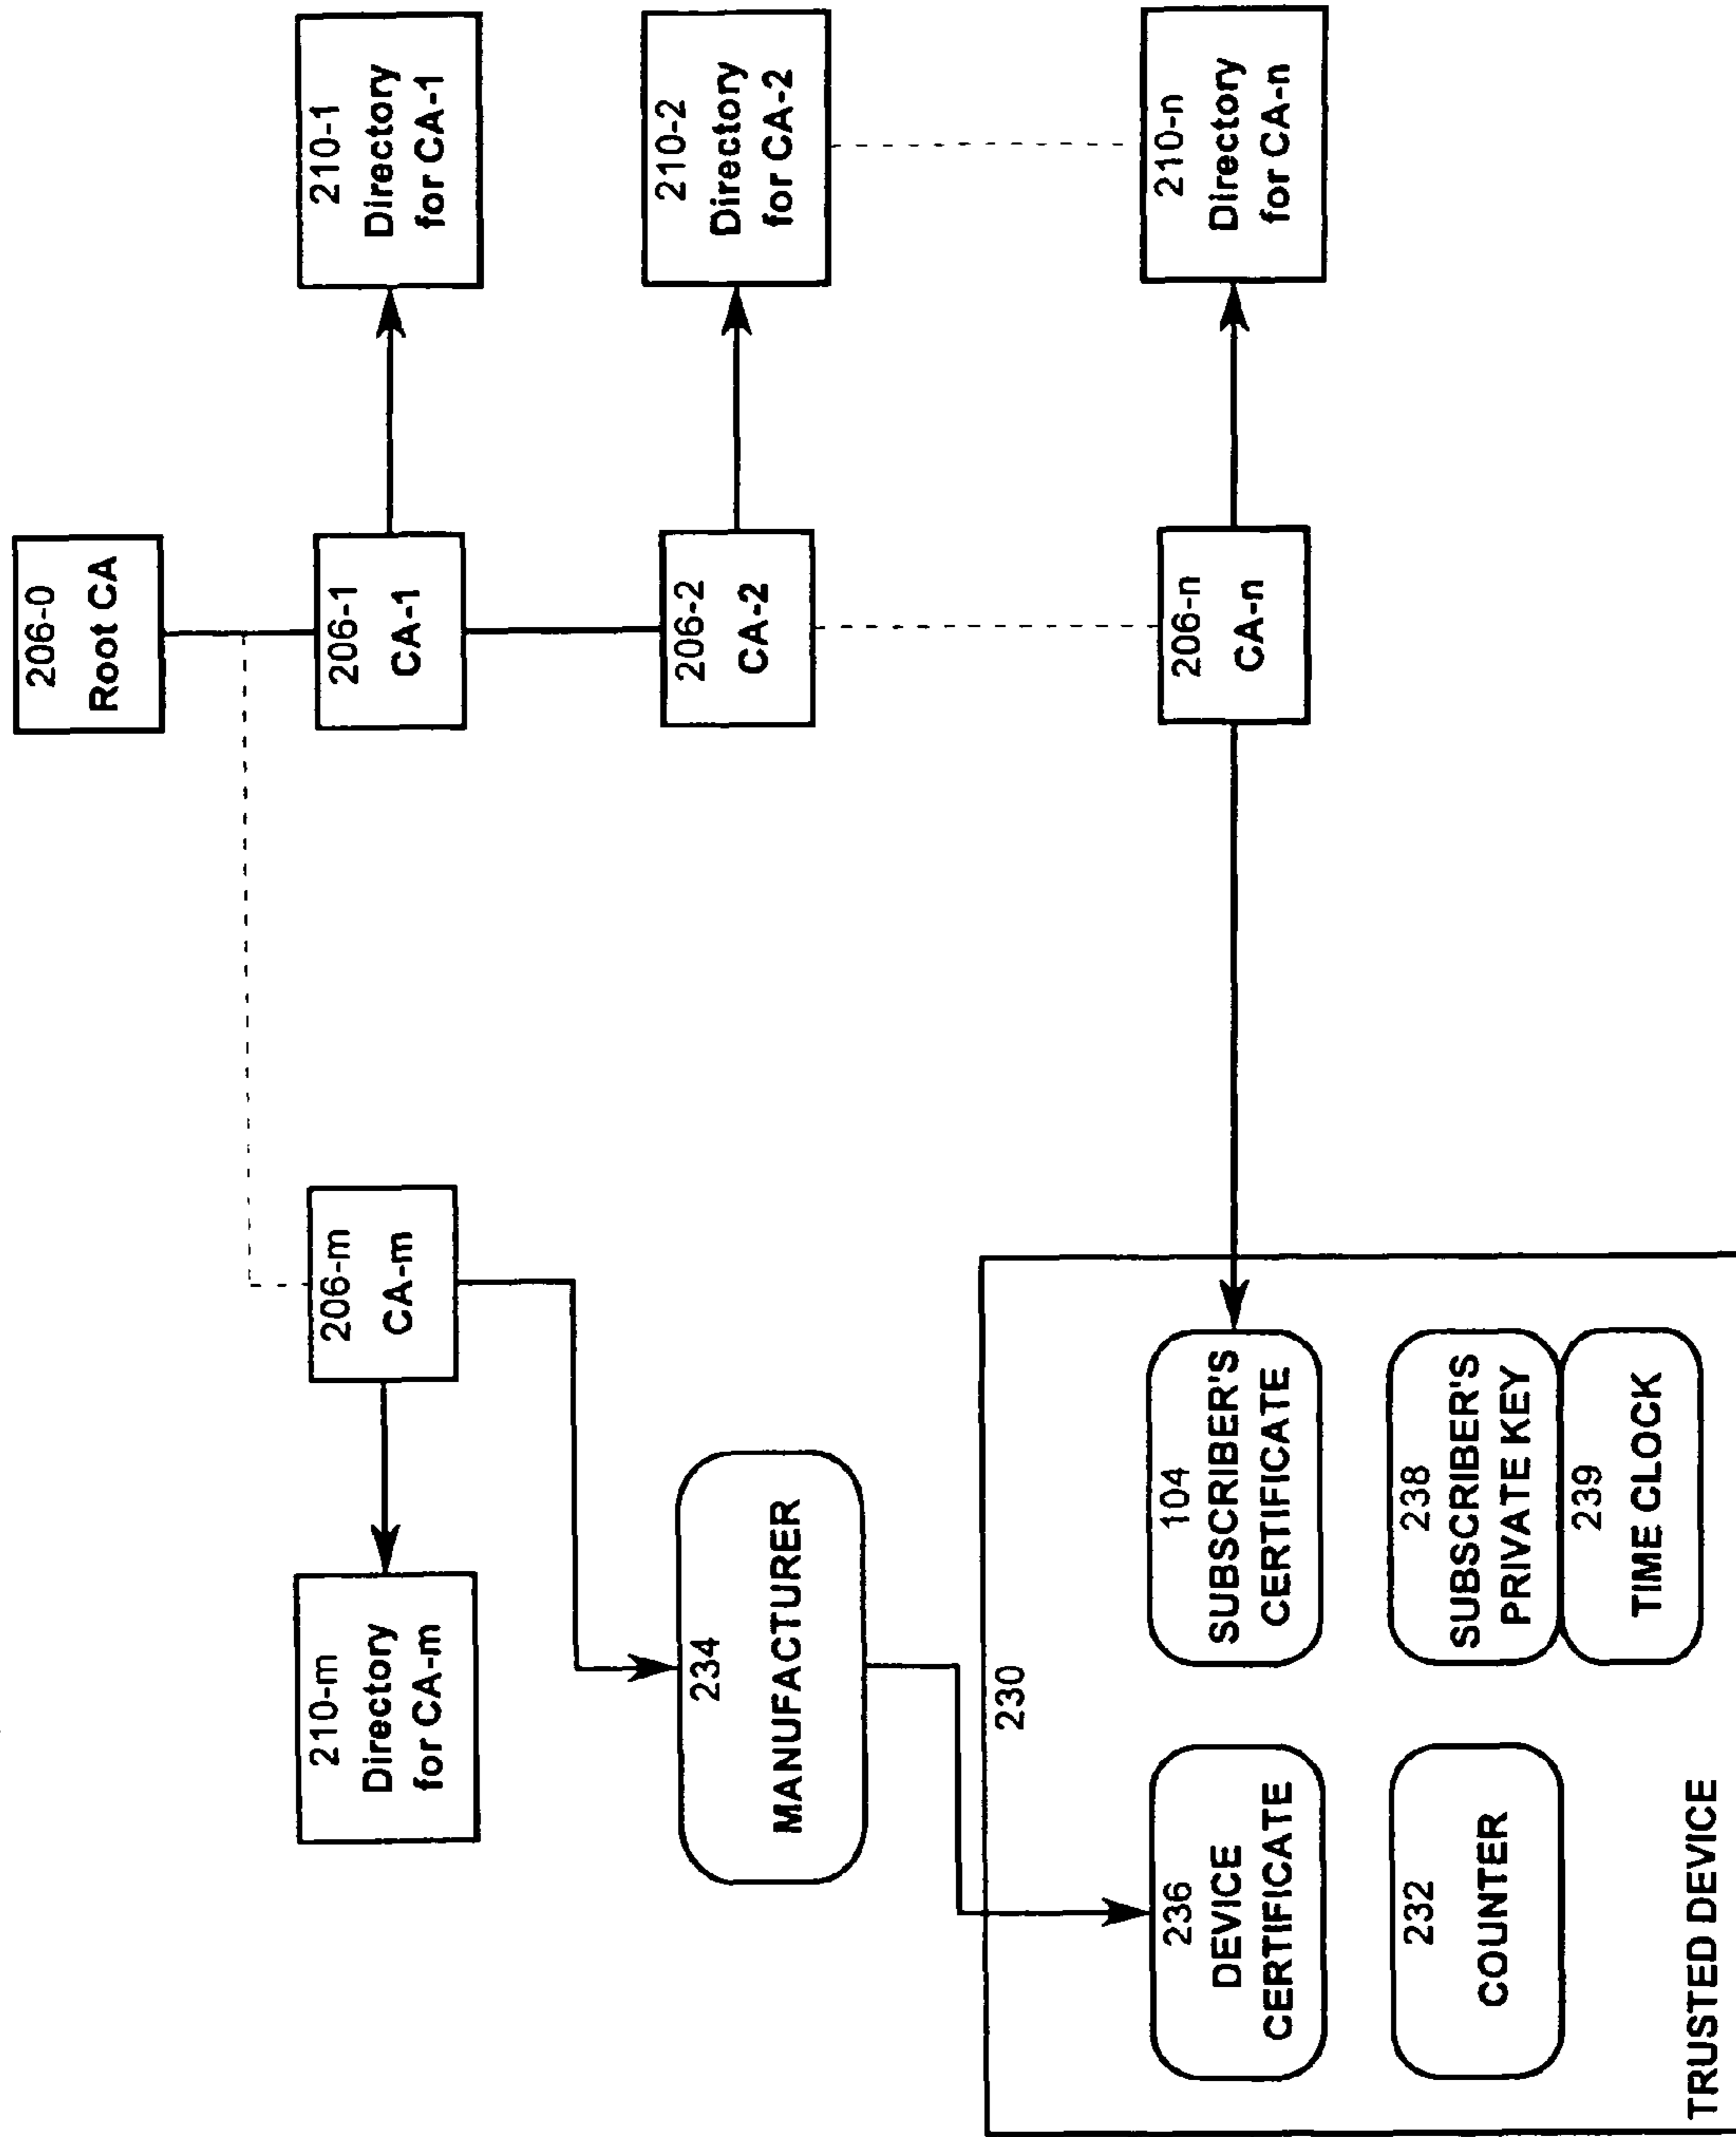 206-0
Root CA
210-m
Directory
for CA-m
206-m
CA-m
206-1
CA-1
210-1
Directory
for CA-1
234
MANUFACTURER
206-2
CA-2
210-2
Directory
for CA-2
230
236
DEVICE
CERTIFICATE
104
SUBSCRIBER'S
CERTIFICATE
206-n
CA-n
210-n
Directory
for CA-n
232
COUNTER
238
SUBSCRIBER'S
PRIVATE KEY
239
TIME CLOCK
TRUSTED DEVICE